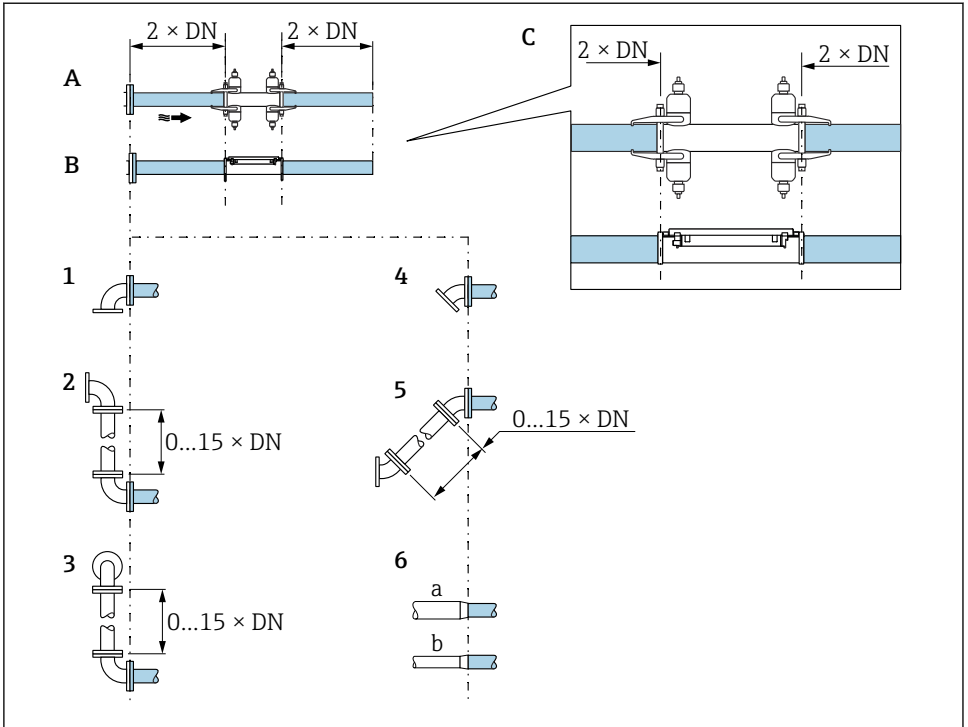 2 × DN
2 × DN
A
B
C
2 × DN
2 × DN
1
4
2
0...15 × DN
5
0...15 × DN
3
0...15 × DN
6
a
b